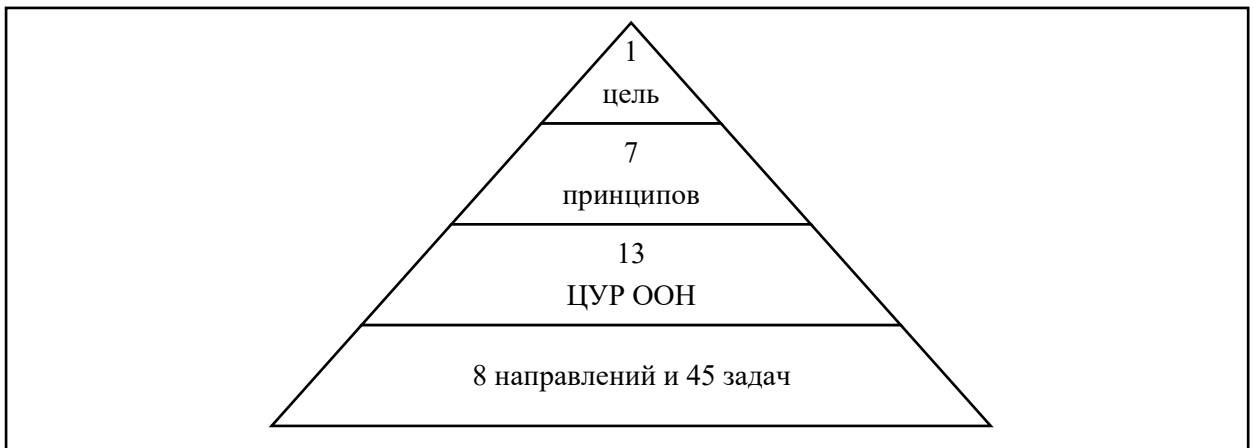 1
цель
7
принципов
13
ЦУР ООН
8 направлений и 45 задач